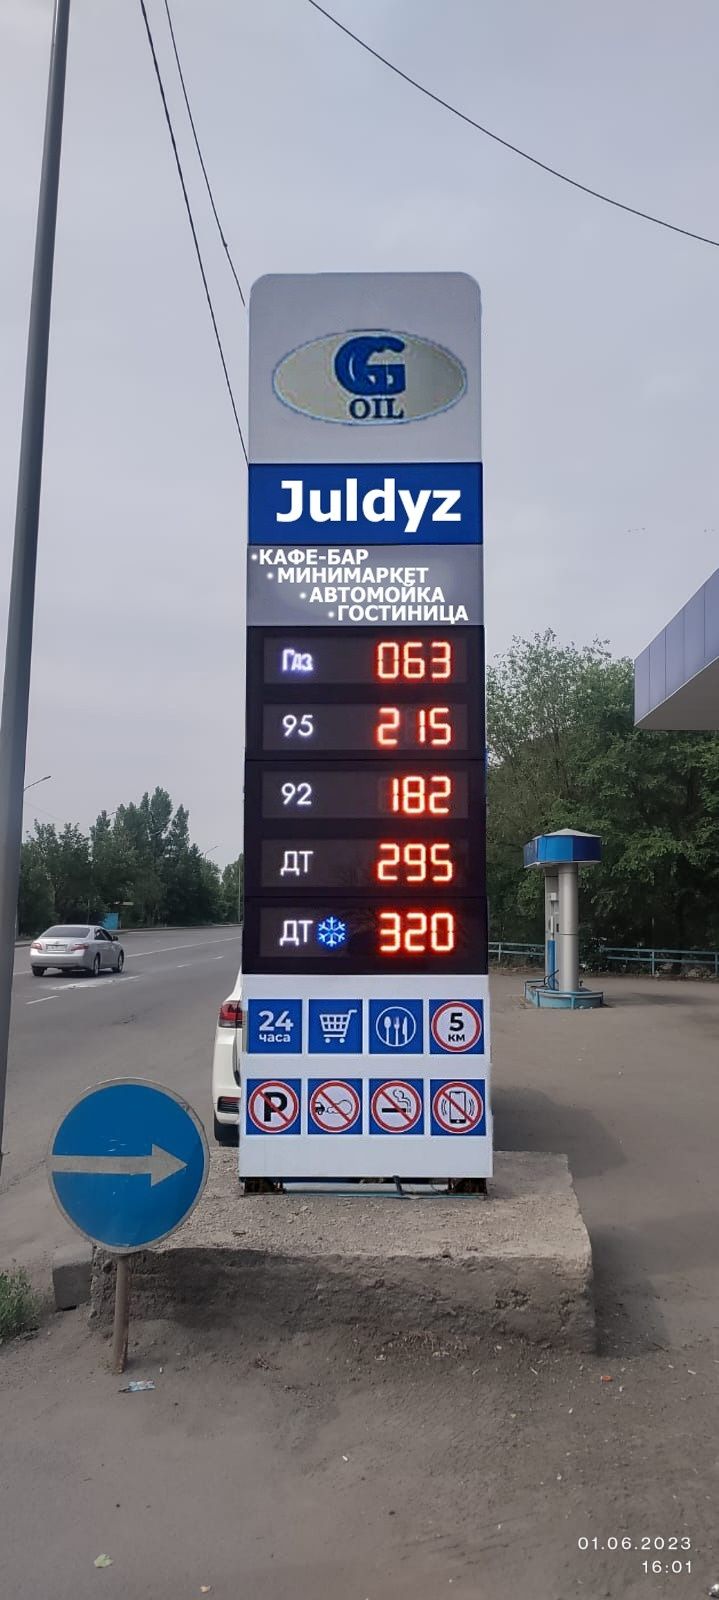 GG
OIL
Juldyz
•КАФЕ-БАР
•МИНИМАРКЕТ
•АВТОМОЙКА
•ГОСТИНИЦА
Газ 063
95 215
92 182
ДТ 295
ДТ 320
24
часа
5
КМ
P
01.06.2023
16:01